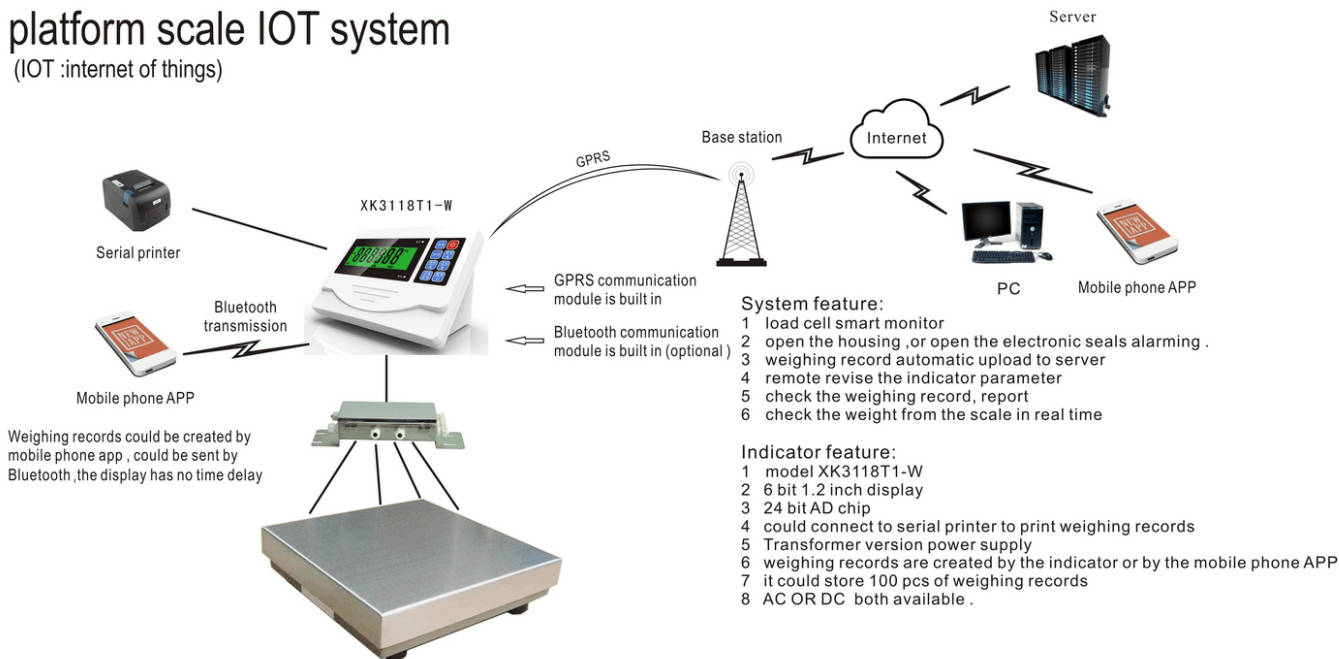 platform scale IOT system
(IOT :internet of things)
Server
Internet
Base station
GPRS
XK3118T1-W
Serial printer
NEW
APP
PC
Mobile phone APP
GPRS communication
module is built in
Bluetooth
transmission
Bluetooth communication
module is built in (optional )
NEW
APP
Mobile phone APP
Weighing records could be created by
mobile phone app , could be sent by
Bluetooth ,the display has no time delay
System feature:
1 load cell smart monitor
2 open the housing ,or open the electronic seals alarming .
3 weighing record automatic upload to server
4 remote revise the indicator parameter
5 check the weighing record, report
6 check the weight from the scale in real time
Indicator feature:
1 model XK3118T1-W
2 6 bit 1.2 inch display
3 24 bit AD chip
4 could connect to serial printer to print weighing records
5 Transformer version power supply
6 weighing records are created by the indicator or by the mobile phone APP
7 it could store 100 pcs of weighing records
8 AC OR DC both available .